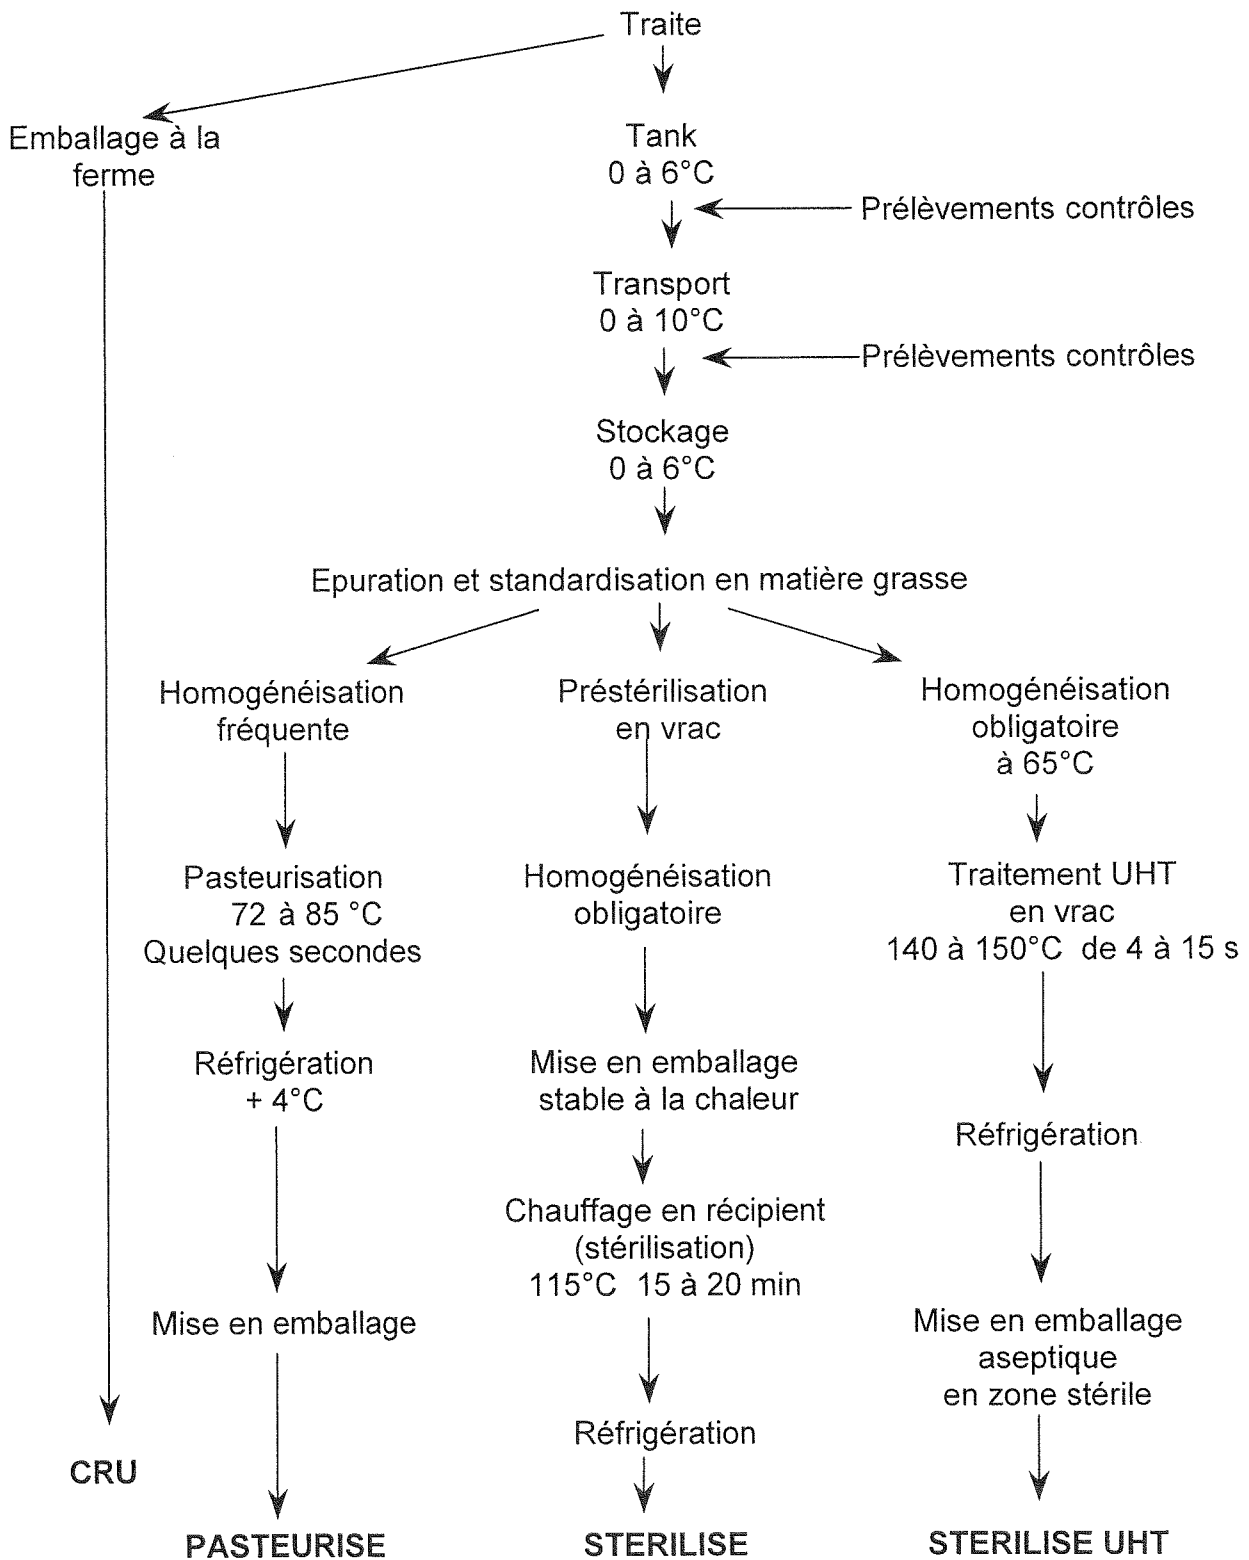 Traite
Emballage à la
ferme
Tank
0 à 6°C
Prélèvements contrôles
Transport
0 à 10°C
Prélèvements contrôles
Stockage
0 à 6°C
Epuration et standardisation en matière grasse
Homogénéisation
fréquente
Pasteurisation
72 à 85 °C
Quelques secondes
Réfrigération
+ 4°C
Mise en emballage
Préstérilisation
en vrac
Homogénéisation
obligatoire
Mise en emballage
stable à la chaleur
Chauffage en récipient
(stérilisation)
115°C 15 à 20 min
Réfrigération
Homogénéisation
obligatoire
à 65°C
Traitement UHT
en vrac
140 à 150°C de 4 à 15 s
Réfrigération
Mise en emballage
aseptique
en zone stérile
CRU
PASTEURISE
STERILISE
STERILISE UHT